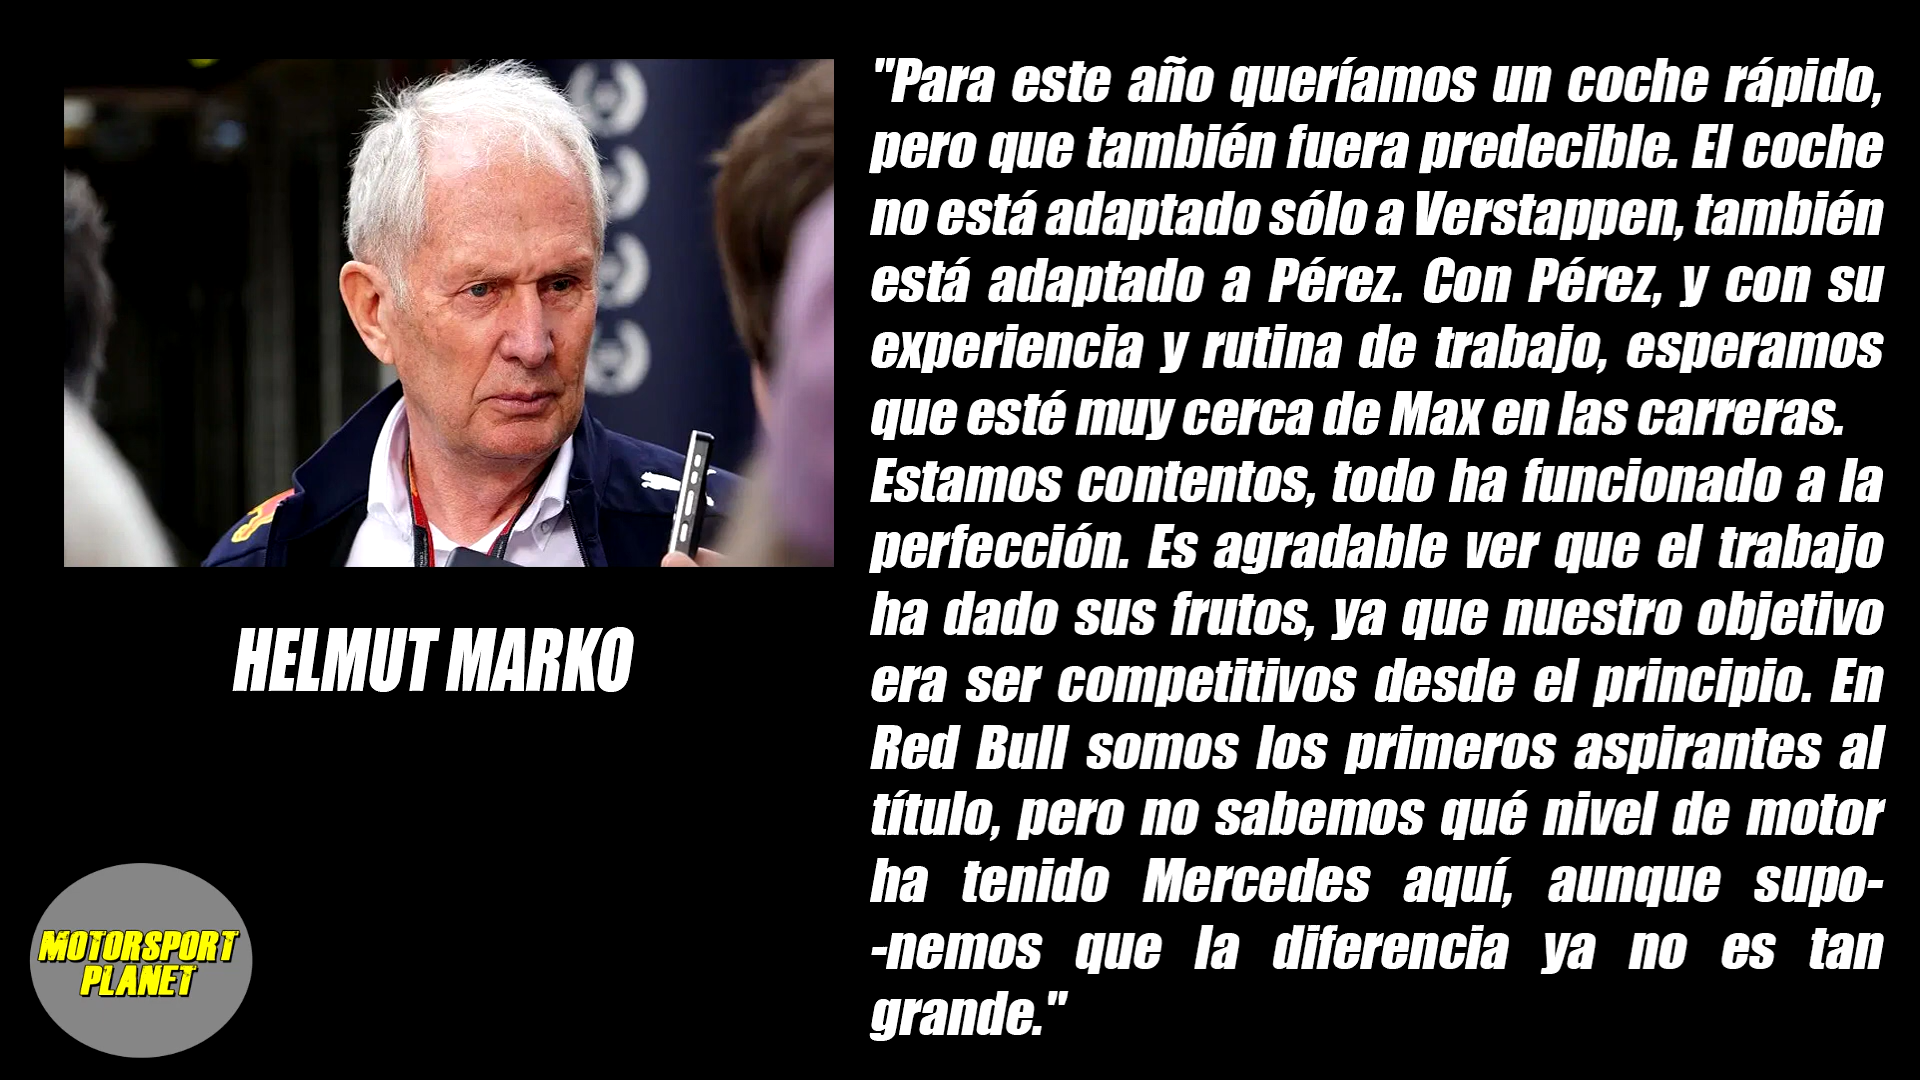 "Para este año queríamos un coche rápido,
pero que también fuera predecible. El coche
no está adaptado sólo a Verstappen, también
está adaptado a Pérez. Con Pérez, y con su
experiencia y rutina de trabajo, esperamos
que esté muy cerca de Max en las carreras.
Estamos contentos, todo ha funcionado a la
perfección. Es agradable ver que el trabajo
ha dado sus frutos, ya que nuestro objetivo
era ser competitivos desde el principio. En
Red Bull somos los primeros aspirantes al
título, pero no sabemos qué nivel de motor
ha tenido Mercedes aquí, aunque supo-
-nemos que la diferencia ya no es tan
grande."
HELMUT MARKO
MOTORSPORT
PLANET